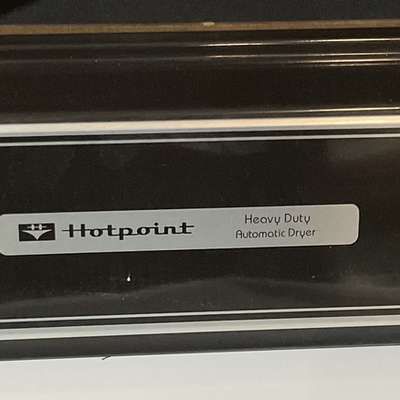 Hotpoint
Heavy Duty
Automatic Dryer